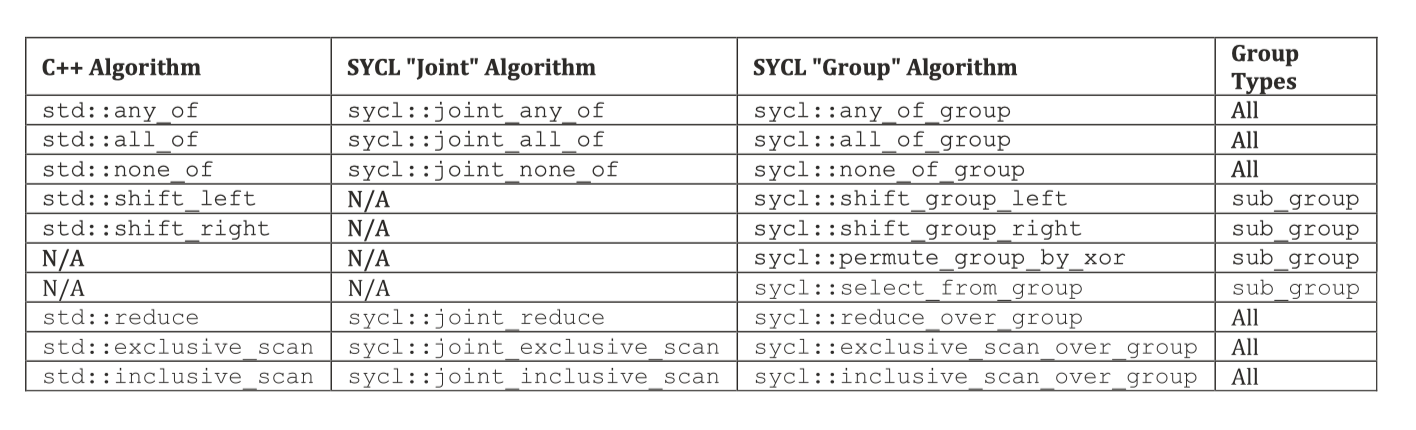 C++ Algorithm SYCL "Joint" Algorithm SYCL "Group" Algorithm Group Types
std::any_of sycl::joint_any_of sycl::any_of_group All
std::all_of sycl::joint_all_of sycl::all_of_group All
std::none_of sycl::joint_none_of sycl::none_of_group All
std::shift_left N/A sycl::shift_group_left sub_group
std::shift_right N/A sycl::shift_group_right sub_group
N/A N/A sycl::permute_group_by_xor sub_group
N/A N/A sycl::select_from_group sub_group
std::reduce sycl::joint_reduce sycl::reduce_over_group All
std::exclusive_scan sycl::joint_exclusive_scan sycl::exclusive_scan_over_group All
std::inclusive_scan sycl::joint_inclusive_scan sycl::inclusive_scan_over_group All